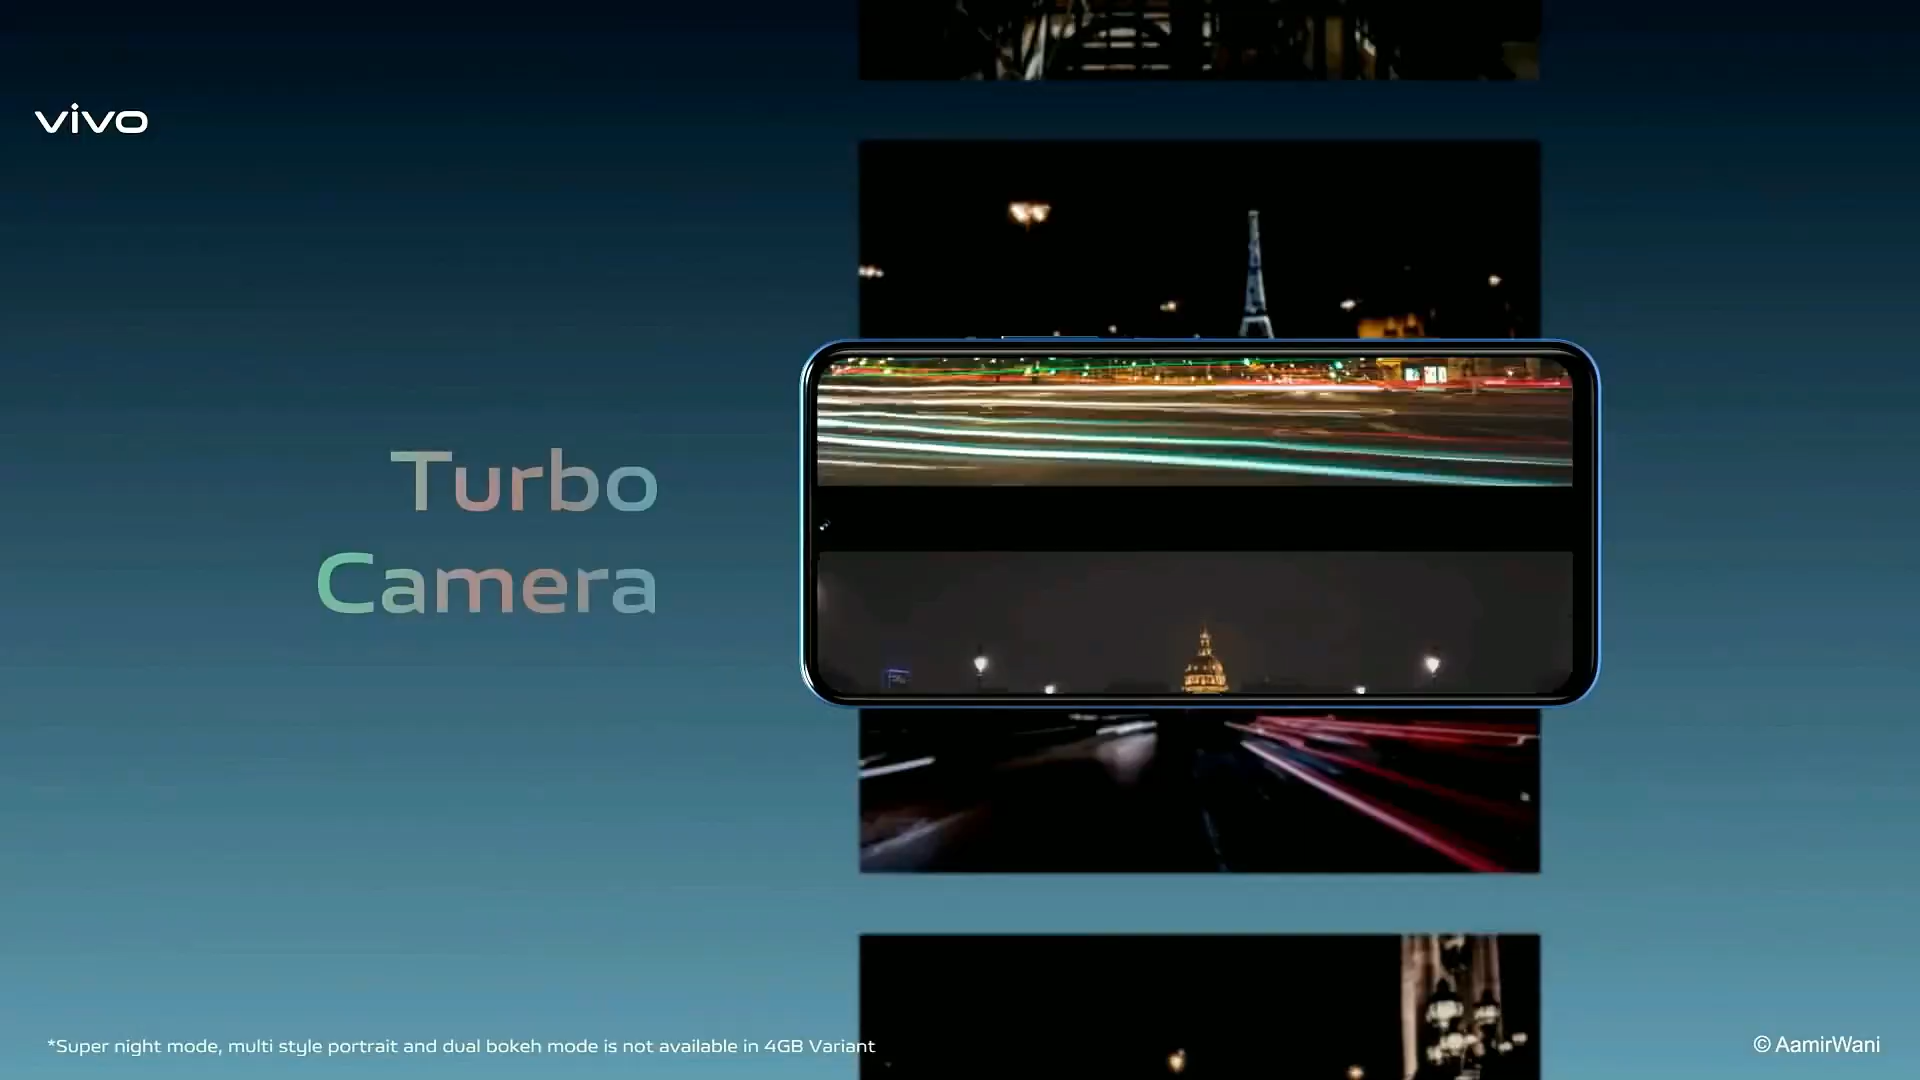 vivo
Turbo
Camera
*Super night mode, multi style portrait and dual bokeh mode is not available in 4GB Variant
© AamirWani